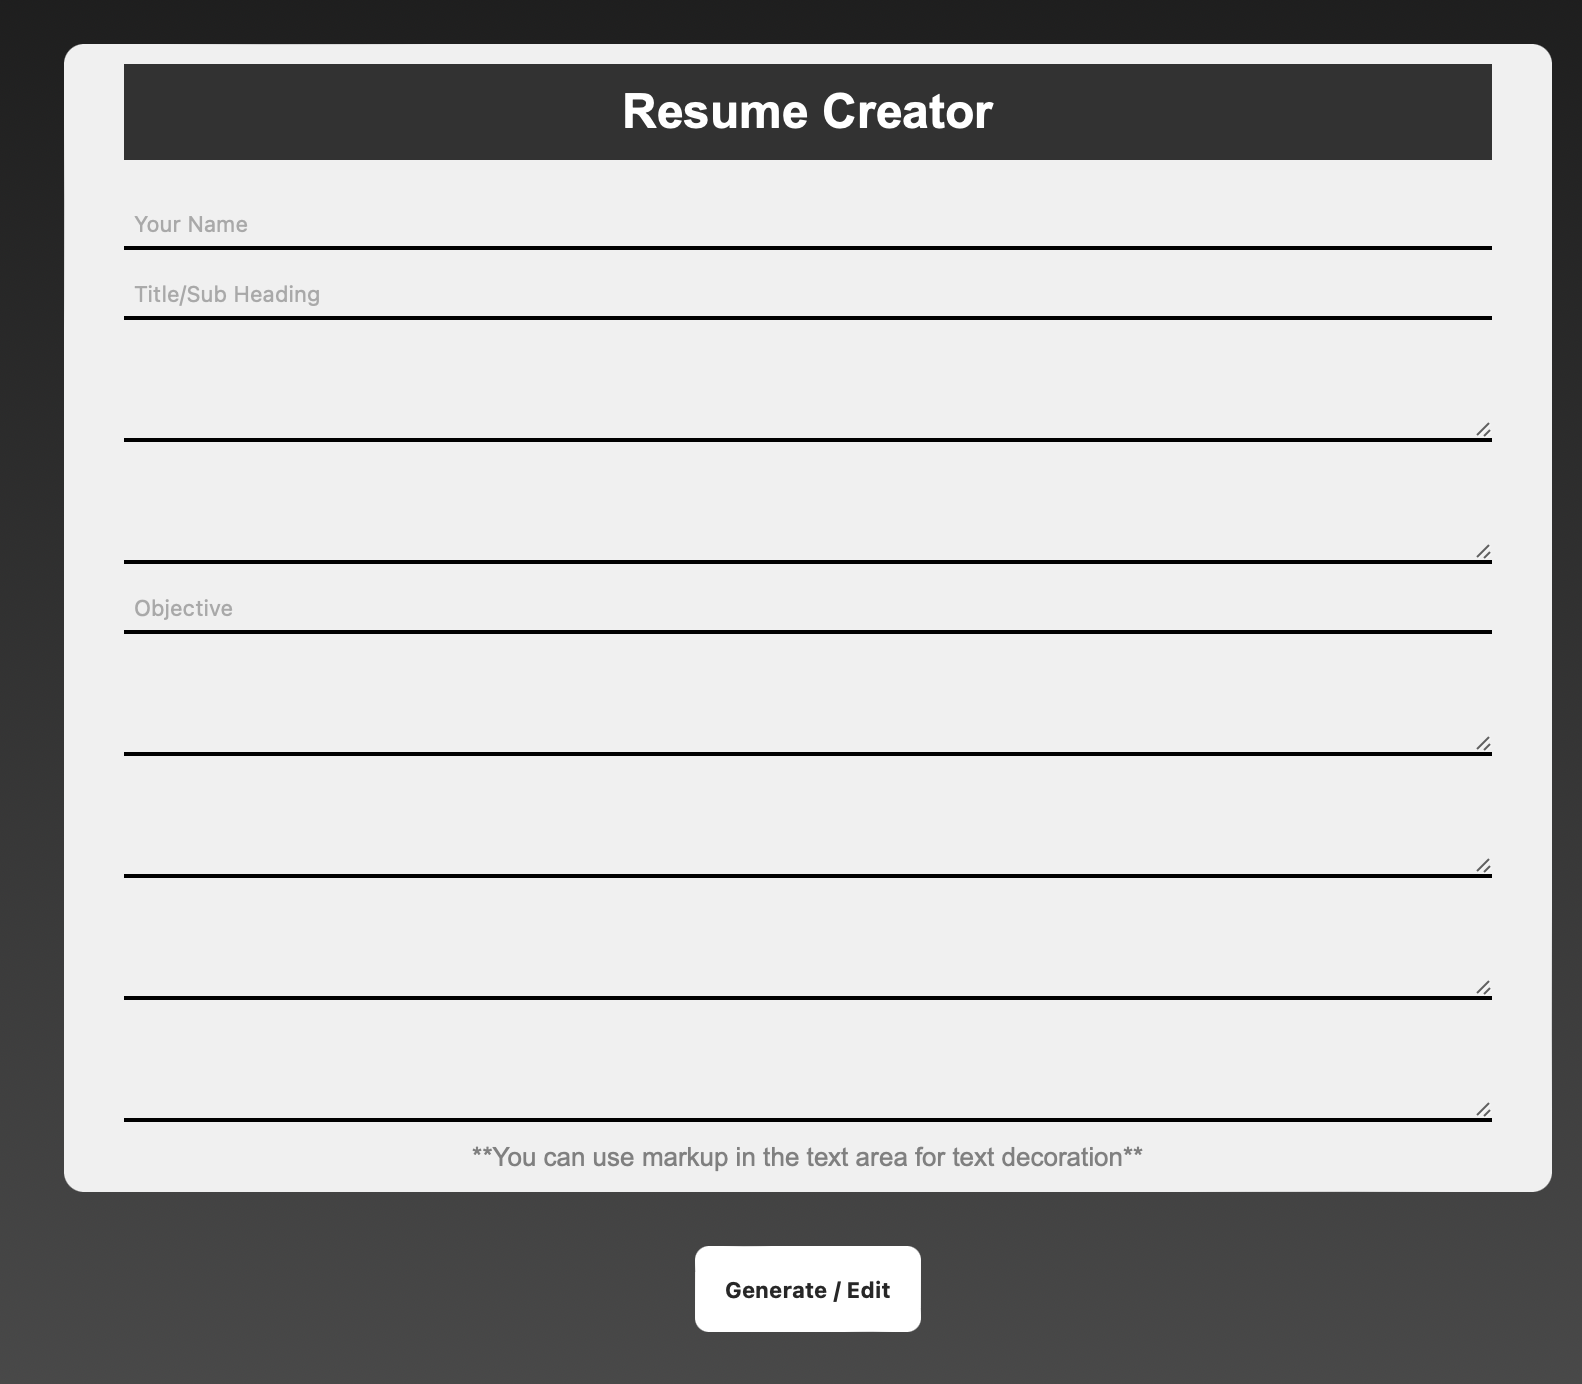 Resume Creator
Your Name
Title/Sub Heading
Objective
**You can use markup in the text area for text decoration**
Generate / Edit